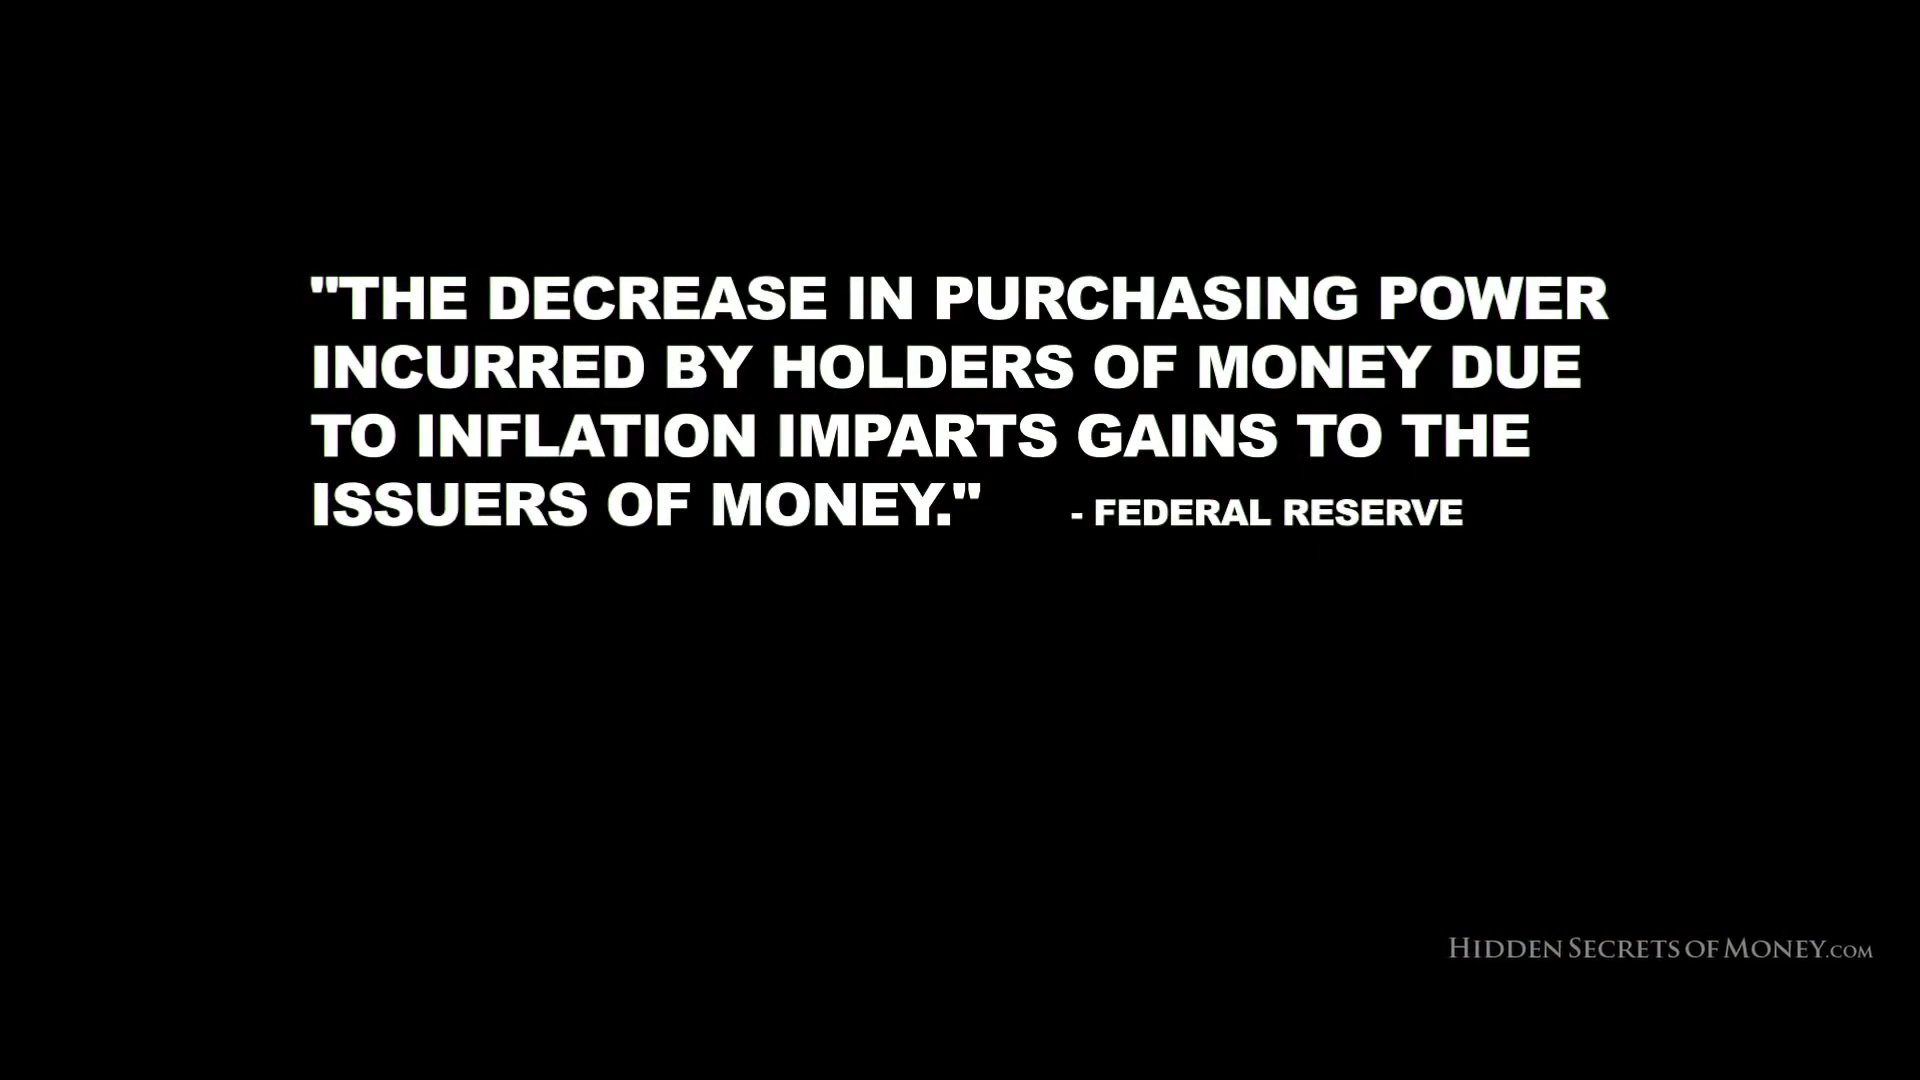 "THE DECREASE IN PURCHASING POWER
INCURRED BY HOLDERS OF MONEY DUE
TO INFLATION IMPARTS GAINS TO THE
ISSUERS OF MONEY." - FEDERAL RESERVE
HIDDEN SECRETS OF MONEY.COM